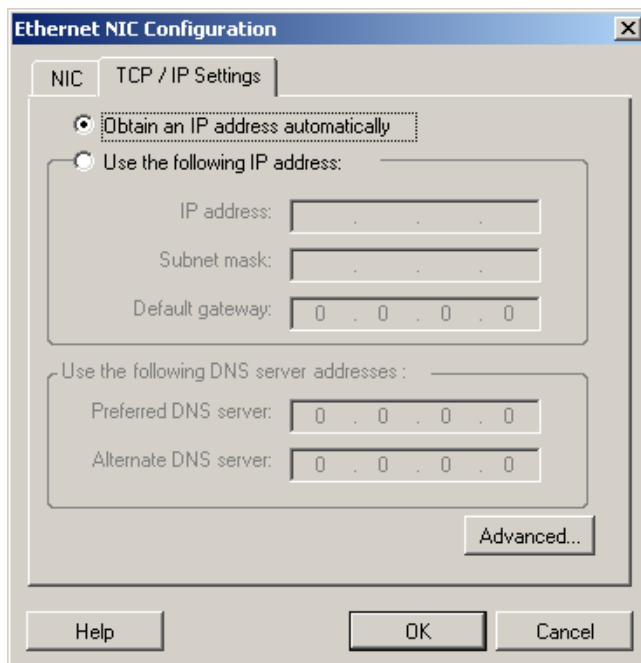 Ethernet NIC Configuration
NIC
TCP / IP Settings
Obtain an IP address automatically
Use the following IP address:
IP address: . . .
Subnet mask: . . .
Default gateway: 0 . 0 . 0 . 0
Use the following DNS server addresses :
Preferred DNS server: 0 . 0 . 0 . 0
Alternate DNS server: 0 . 0 . 0 . 0
Advanced...
Help
OK
Cancel